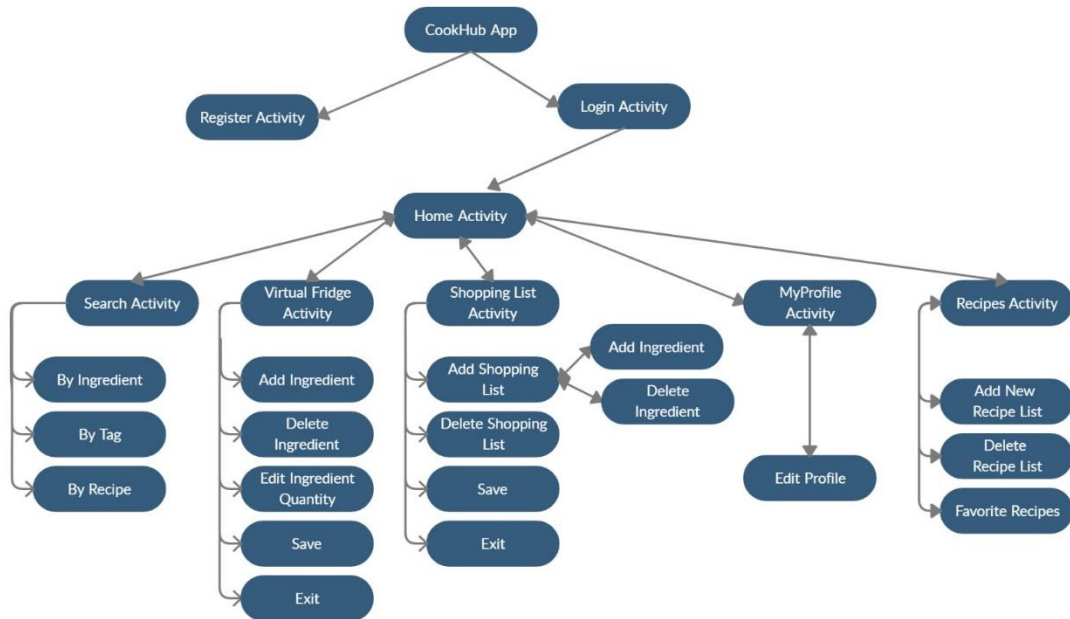 CookHub App
Register Activity
Login Activity
Home Activity
Search Activity
By Ingredient
By Tag
By Recipe
Virtual Fridge
Activity
Add Ingredient
Delete
Ingredient
Edit Ingredient
Quantity
Save
Exit
Shopping List
Activity
Add Shopping
List
Add Ingredient
Delete
Ingredient
Delete Shopping
List
Save
Exit
MyProfile
Activity
Edit Profile
Recipes Activity
Add New
Recipe List
Delete
Recipe List
Favorite Recipes